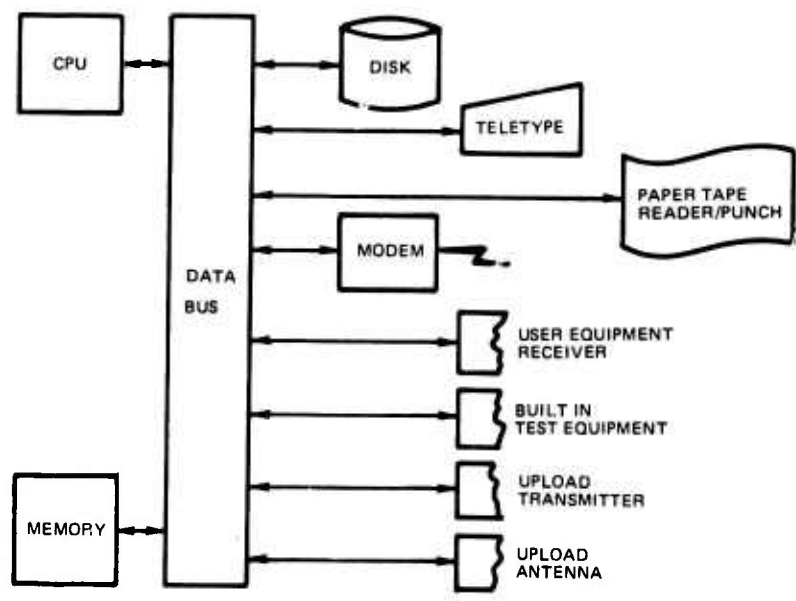 CPU
DISK
TELETYPE
PAPER TAPE
READER/PUNCH
MODEM
DATA
BUS
USER EQUIPMENT
RECEIVER
BUILT IN
TEST EQUIPMENT
UPLOAD
TRANSMITTER
MEMORY
UPLOAD
ANTENNA